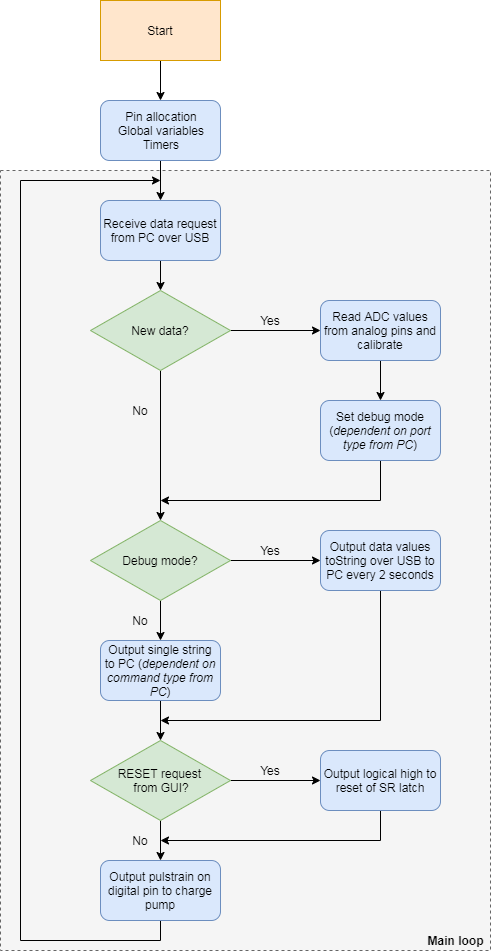 Start
Pin allocation
Global variables
Timers
Receive data request
from PC over USB
New data?
Yes
Read ADC values
from analog pins and
calibrate
No
Set debug mode
(dependent on port
type from PC)
Debug mode?
Yes
Output data values
toString over USB to
PC every 2 seconds
No
Output single string
to PC (dependent on
command type from
PC)
RESET request
from GUI?
Yes
Output logical high to
reset of SR latch
No
Output pulstrain on
digital pin to charge
pump
Main loop